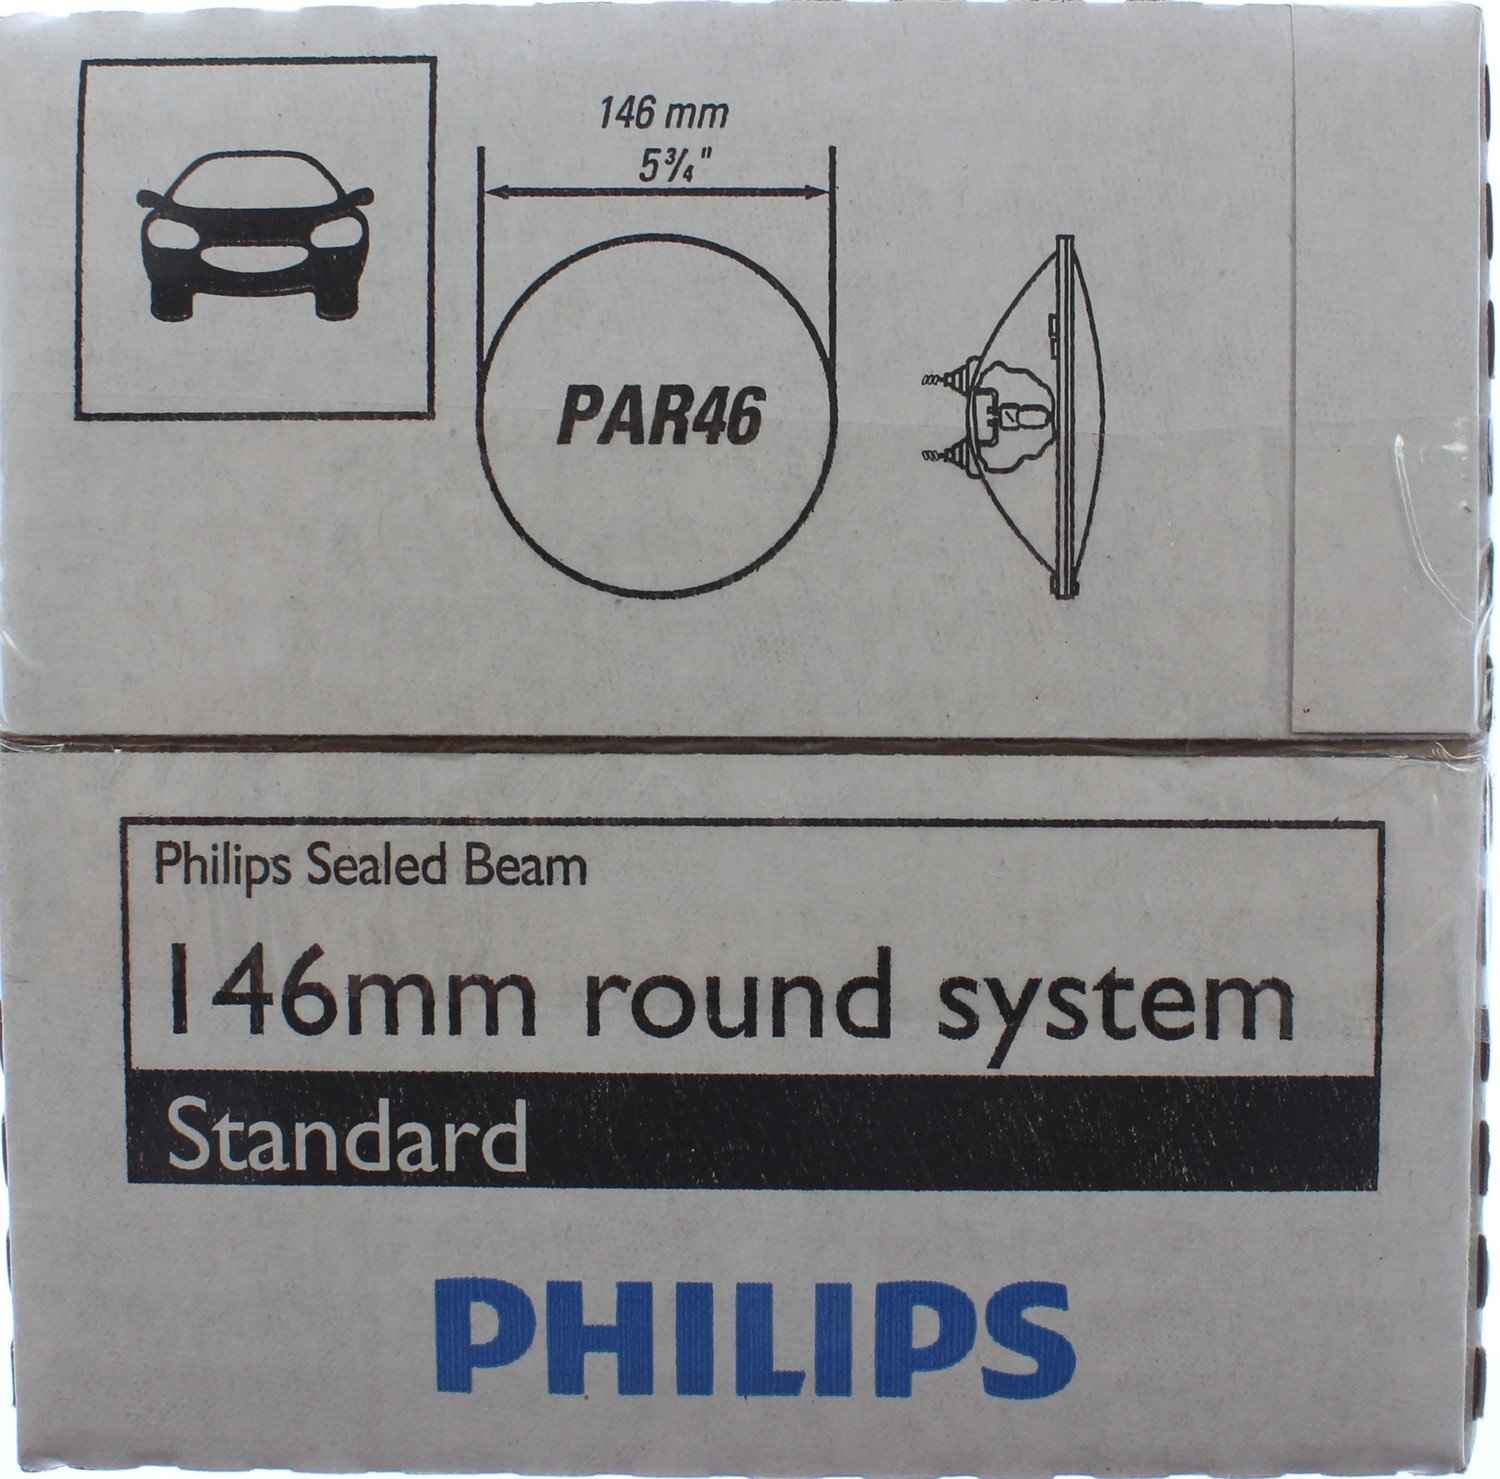 146 mm
5¾"
PAR46
Philips Sealed Beam
146mm round system
Standard
PHILIPS